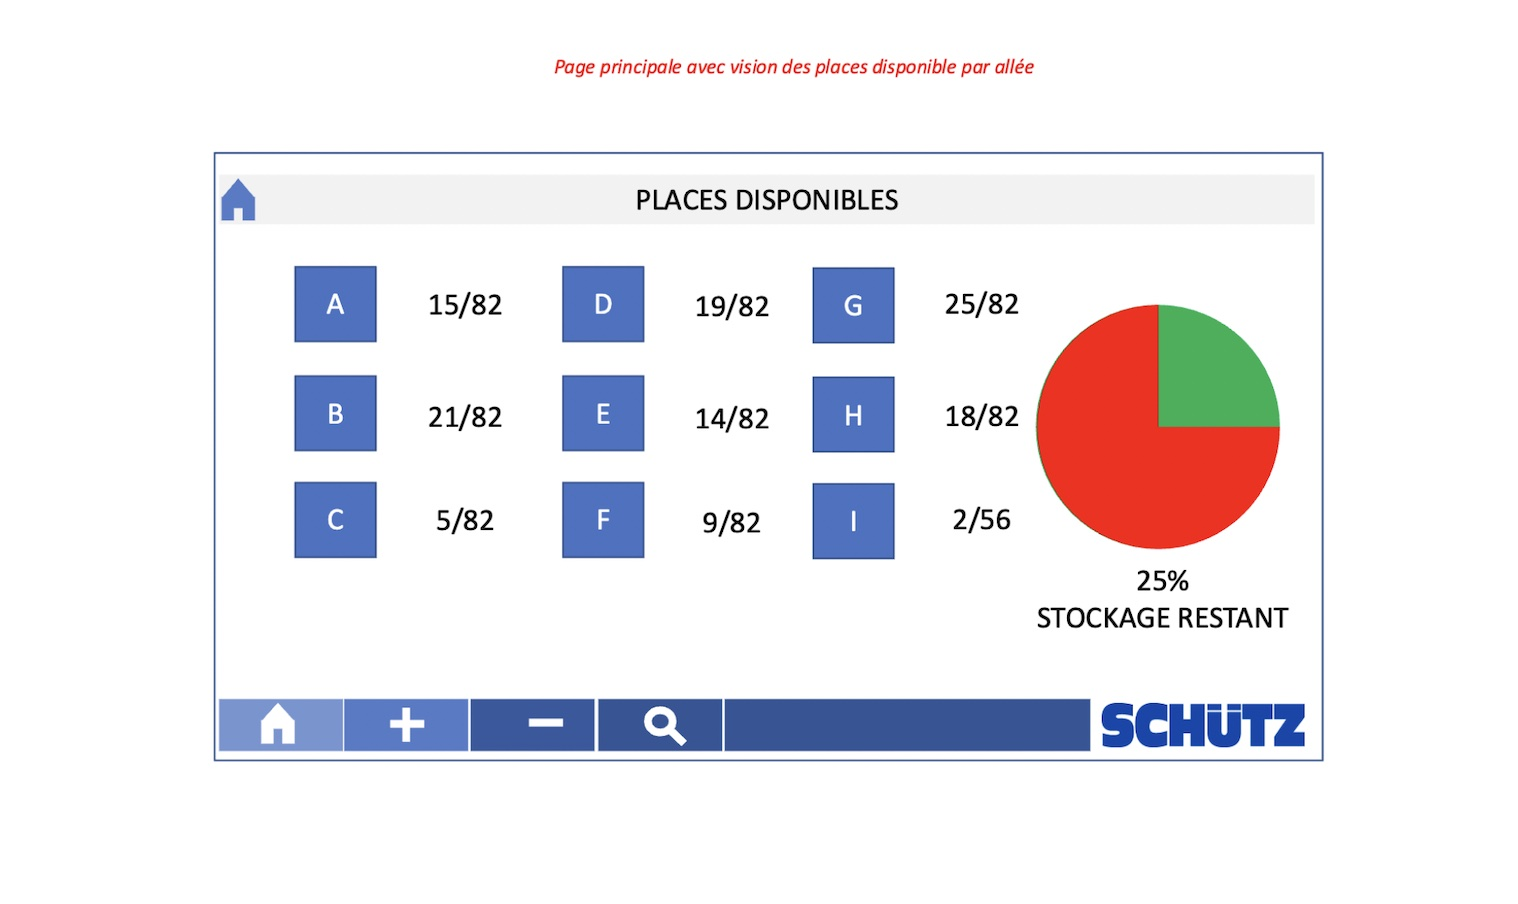 Page principale avec vision des places disponible par allée
PLACES DISPONIBLES
A 15/82 D 19/82 G 25/82
B 21/82 E 14/82 H 18/82
C 5/82 F 9/82 I 2/56
25%
STOCKAGE RESTANT
SCHÜTZ